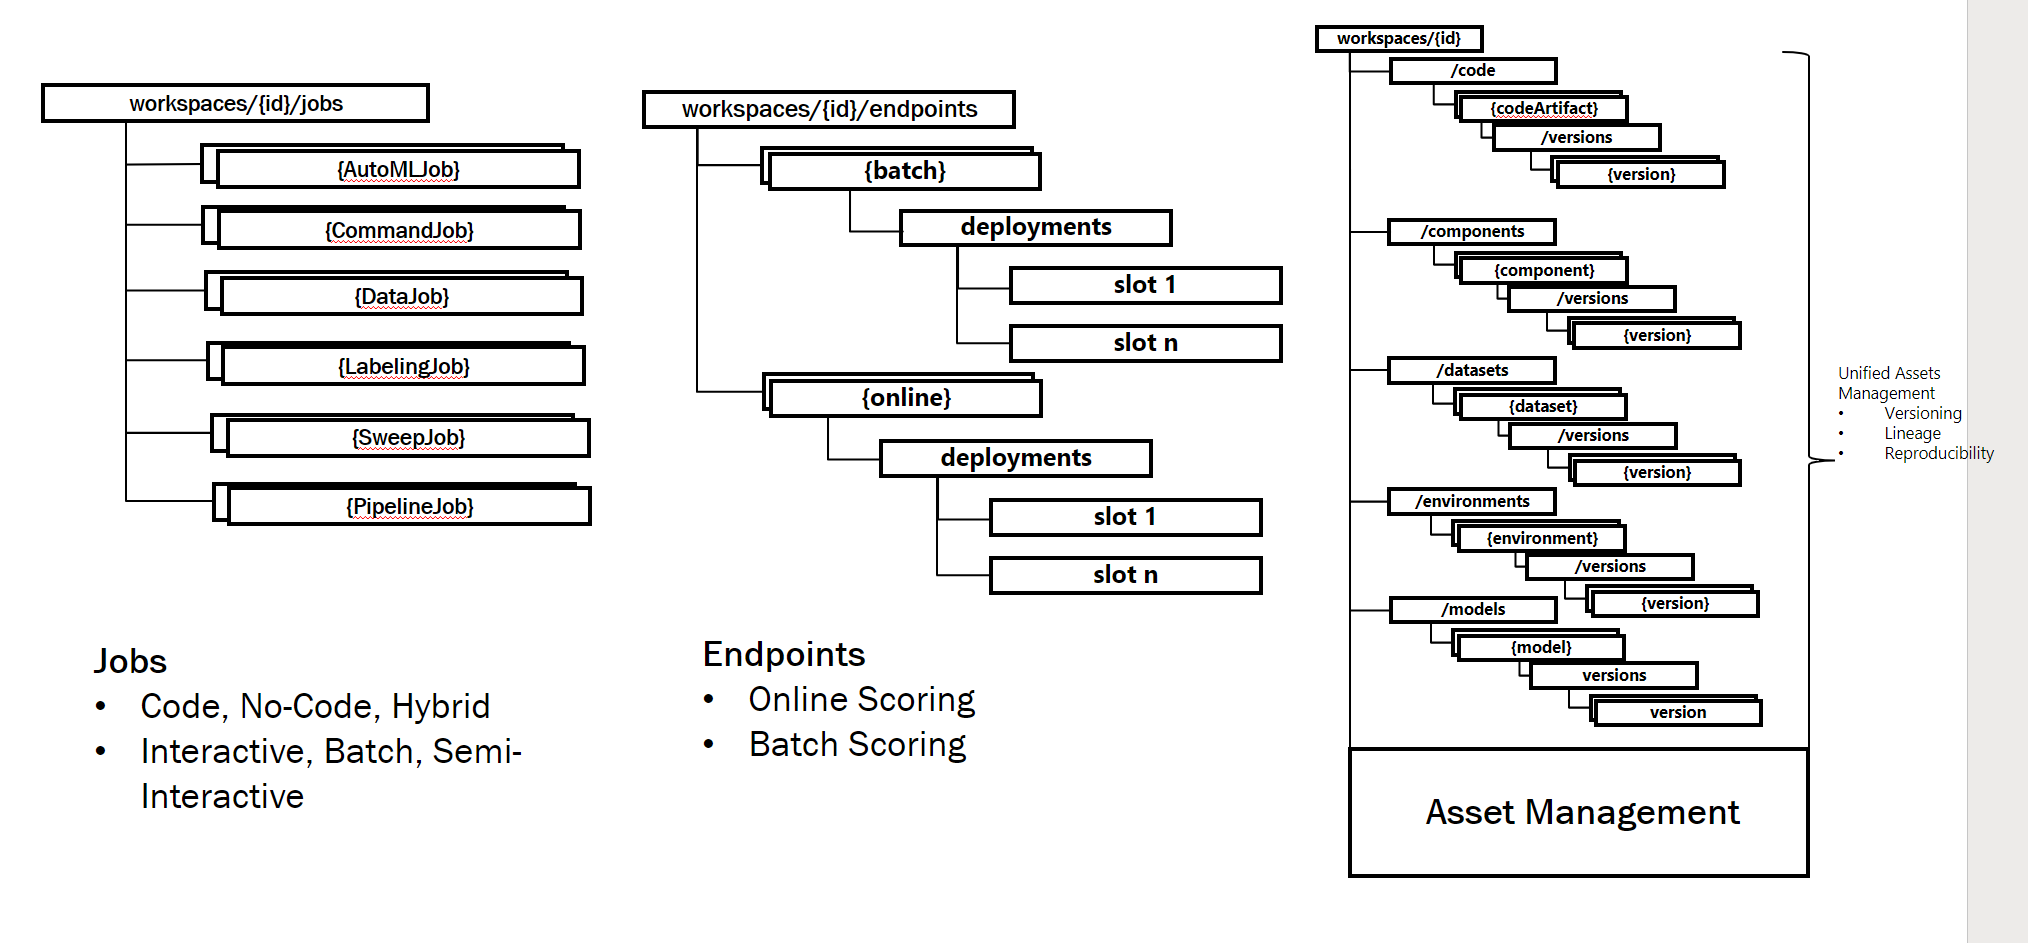 workspaces/{id}/jobs
{AutoMLJob}
{CommandJob}
{DataJob}
{LabelingJob}
{SweepJob}
{PipelineJob}
Jobs
• Code, No-Code, Hybrid
• Interactive, Batch, Semi-
Interactive
workspaces/{id}/endpoints
{batch}
deployments
slot 1
slot n
{online}
deployments
slot 1
slot n
Endpoints
• Online Scoring
• Batch Scoring
workspaces/{id}
/code
{codeArtifact}
/versions
{version}
/components
{component}
/versions
{version}
/datasets
{dataset}
/versions
{version}
/environments
{environment}
/versions
{version}
/models
{model}
versions
version
Asset Management
Unified Assets
Management
• Versioning
• Lineage
• Reproducibility